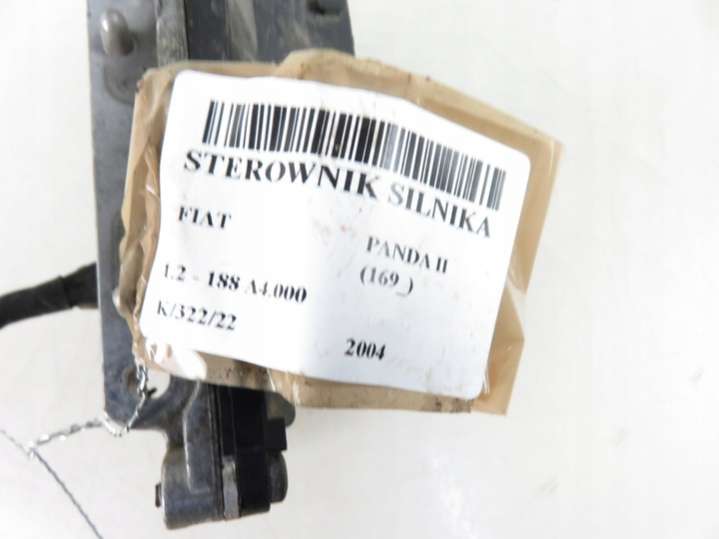 STEROWNIK SILNIKA
FIAT
PANDA II
(169_)
1.2 - 188 A4.000
K/322/22
2004